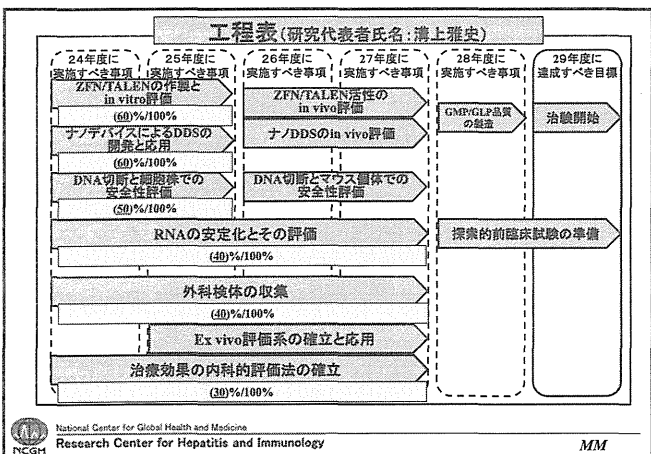 工程表(研究代表者氏名:溝上雅史)
24年度に
実施すべき事項
25年度に
実施すべき事項
26年度に
実施すべき事項
27年度に
実施すべき事項
28年度に
実施すべき事項
29年度に
達成すべき目標
ZFN/TALENの作製と
in vitro評価
(60)%/100%
ZFN/TALEN活性の
in vivo評価
GMP/GLP品質
の製造
治験開始
ナノデバイスによるDDSの
開発と応用
(60)%/100%
ナノDDSのin vivo評価
DNA切断と細胞株での
安全性評価
(50)%/100%
DNA切断とマウス個体での
安全性評価
RNAの安定化とその評価
(40)%/100%
探索的前臨床試験の準備
外科検体の収集
(40)%/100%
Ex vivo評価系の確立と応用
治療効果の内科的評価法の確立
(30)%/100%
NCGM
National Center for Global Health and Medicine
Research Center for Hepatitis and Immunology
MM